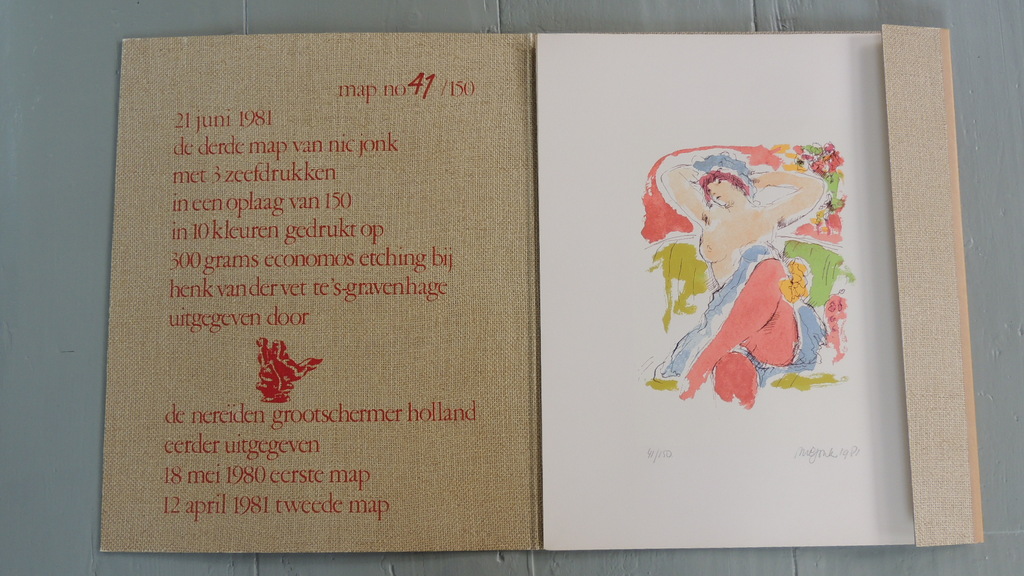 map no 41 /150
21 juni 1981
de derde map van nic jonk
met 3 zeefdrukken
in een oplaag van 150
in 10 kleuren gedrukt op
300 grams economos etching bij
henk van der vet te's-gravenhage
uitgegeven door
de nereïden grootschermer holland
eerder uitgegeven
18 mei 1980 eerste map
12 april 1981 tweede map
41/150
nic jonk 1981